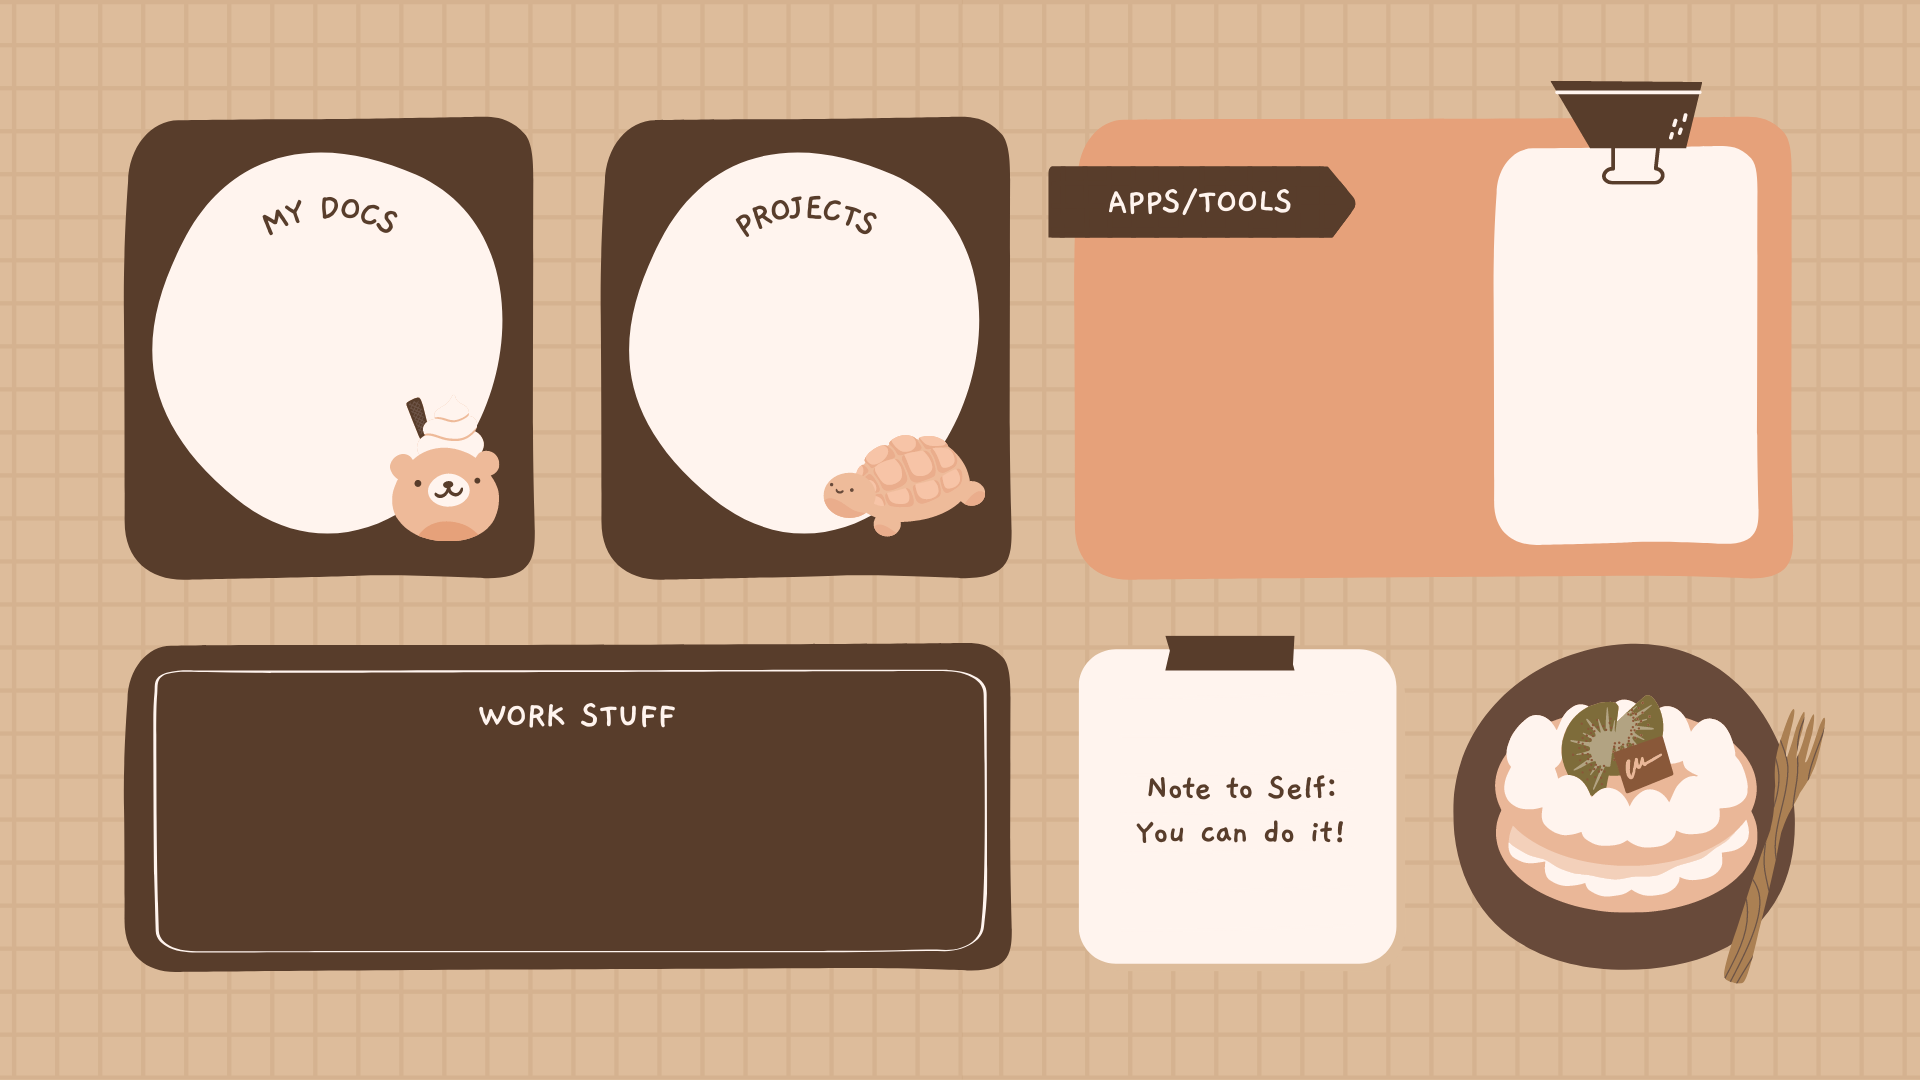 MY DOCS
PROJECTS
APPS/TOOLS
WORK STUFF
Note to Self:
You can do it!